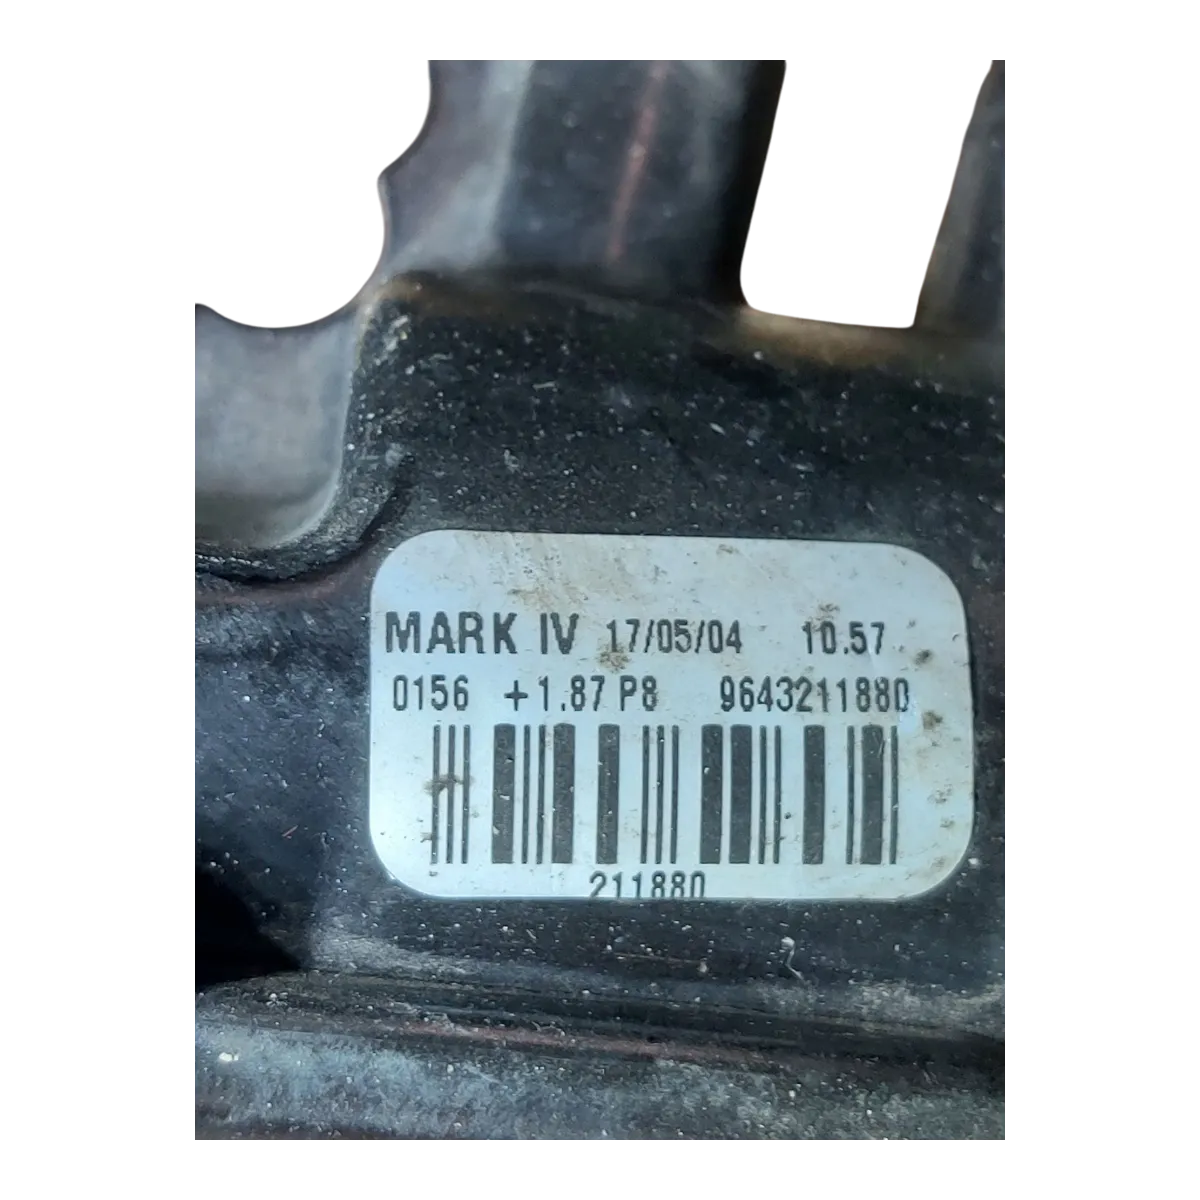 MARK IV 17/05/04 10.57
0156 +1.87 P8 9643211880
211880